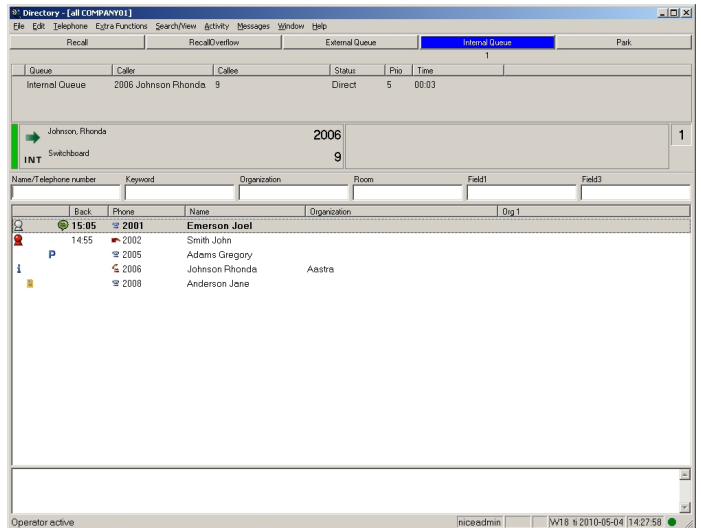 Directory - [all COMPANY01]
File Edit Telephone Extra Functions Search/View Activity Messages Window Help
Recall RecallOverflow External Queue Internal Queue Park
1
Queue Caller Callee Status Prio Time
Internal Queue 2006 Johnson Rhonda 9 Direct 5 00:03
Johnson, Rhonda 2006 1
INT Switchboard 9
Name/Telephone number Keyword Organization Room Field1 Field3
Back Phone Name Organization Org 1
15:05 2001 Emerson Joel
14:55 2002 Smith John
P 2005 Adams Gregory
i 2006 Johnson Rhonda Aastra
2008 Anderson Jane
Operator active niceadmin W18 ti 2010-05-04 14:27:58